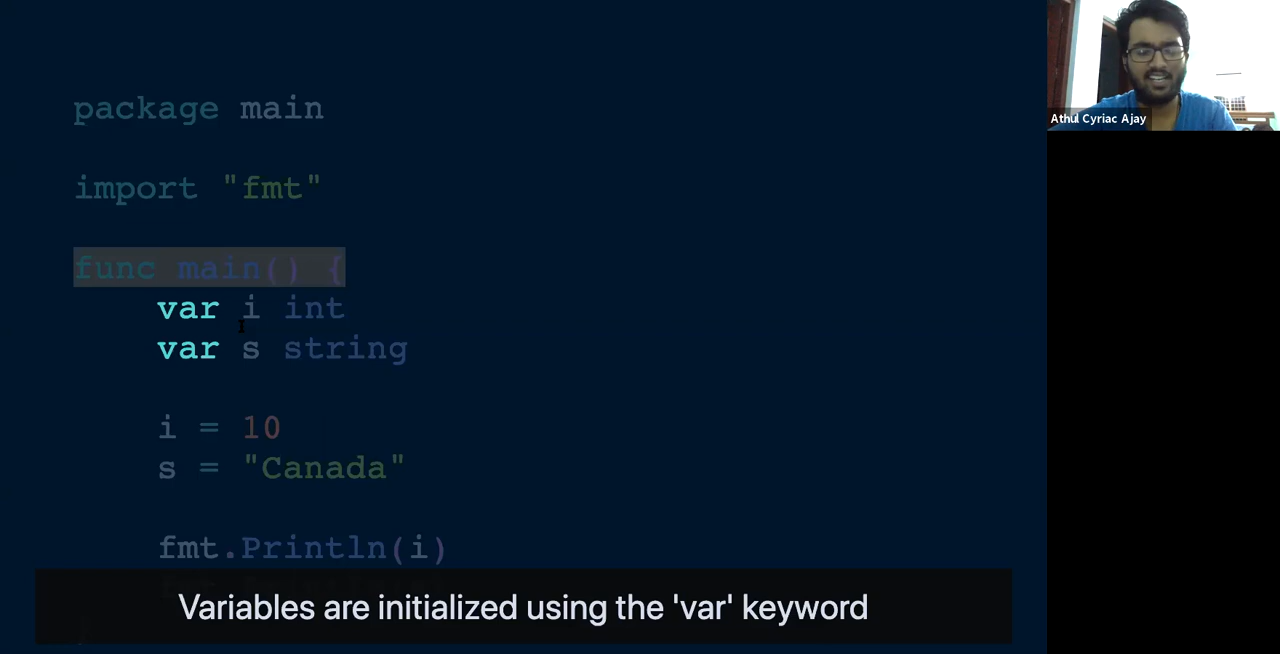 package main
import "fmt"
func main() {
var i int
var s string
i = 10
s = "Canada"
fmt.Println(i)
Variables are initialized using the 'var' keyword
Athul Cyriac Ajay